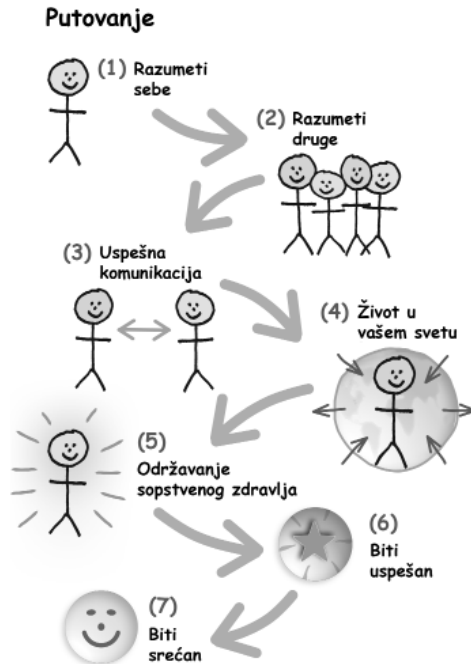 Putovanje
(1) Razumeti
sebe
(2) Razumeti
druge
(3) Uspešna
komunikacija
(4) Život u
vašem svetu
(5)
Održavanje
sopstvenog zdravlja
(6)
Biti
uspešan
(7)
Biti
srećan